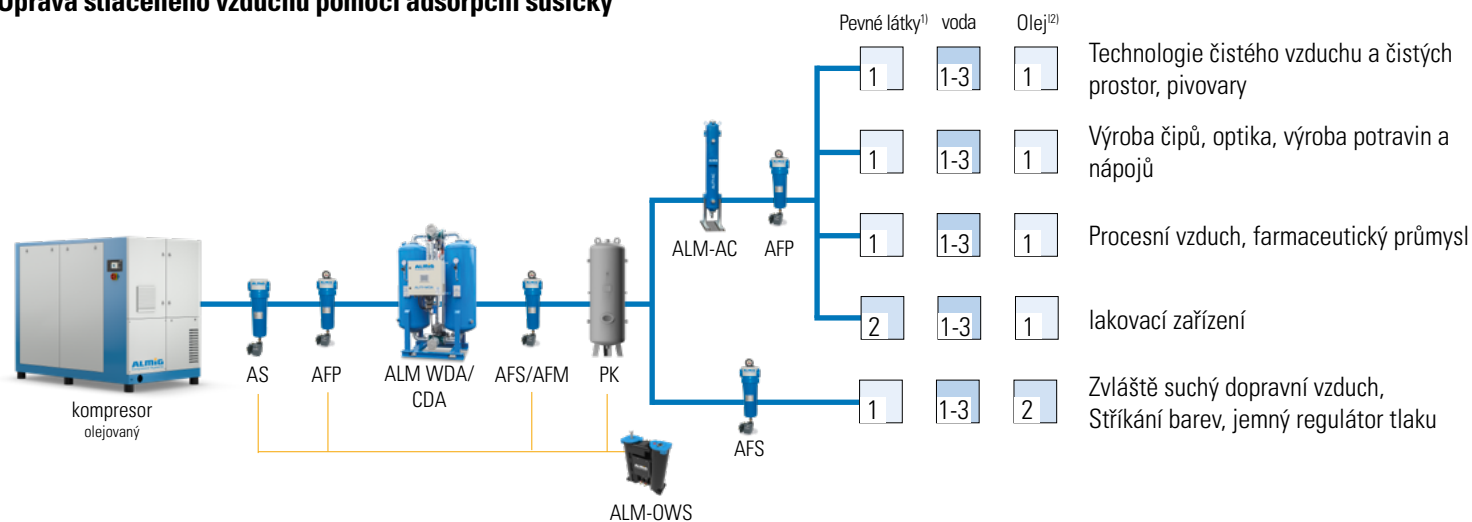 Úprava stlačeného vzduchu pomocí adsorpční sušičky
Pevné látky1) voda Olejl2)
1 1-3 1 Technologie čistého vzduchu a čistých
prostor, pivovary
1 1-3 1 Výroba čipů, optika, výroba potravin a
nápojů
ALM-AC AFP
1 1-3 1 Procesní vzduch, farmaceutický průmysl
2 1-3 1 lakovací zařízení
ALMiG
AS AFP ALM WDA/ AFS/AFM PK
CDA
kompresor
olejovaný
1 1-3 2 Zvláště suchý dopravní vzduch,
Stříkání barev, jemný regulátor tlaku
AFS
ALM-OWS